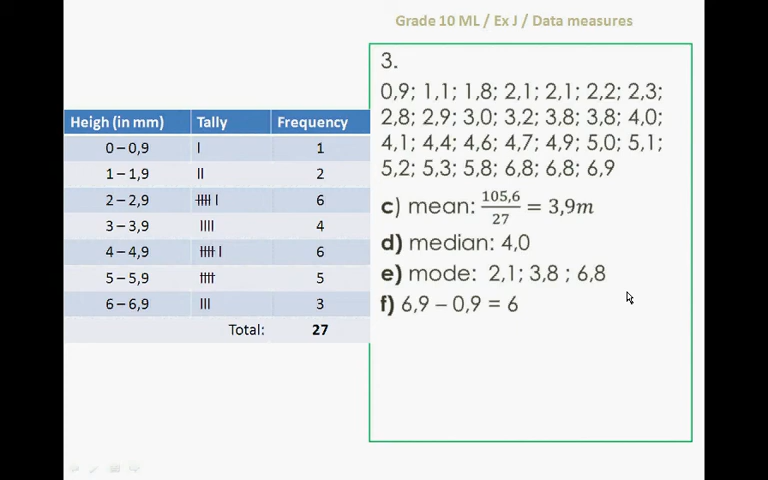 Grade 10 ML / Ex J / Data measures
Heigh (in mm) Tally Frequency
0 – 0,9 I 1
1 – 1,9 II 2
2 – 2,9 IIII I 6
3 – 3,9 IIII 4
4 – 4,9 IIII I 6
5 – 5,9 IIII 5
6 – 6,9 III 3
Total: 27
3.
0,9; 1,1; 1,8; 2,1; 2,1; 2,2; 2,3;
2,8; 2,9; 3,0; 3,2; 3,8; 3,8; 4,0;
4,1; 4,4; 4,6; 4,7; 4,9; 5,0; 5,1;
5,2; 5,3; 5,8; 6,8; 6,8; 6,9
c) mean: 105,6/27 = 3,9m
d) median: 4,0
e) mode: 2,1; 3,8 ; 6,8
f) 6,9 – 0,9 = 6